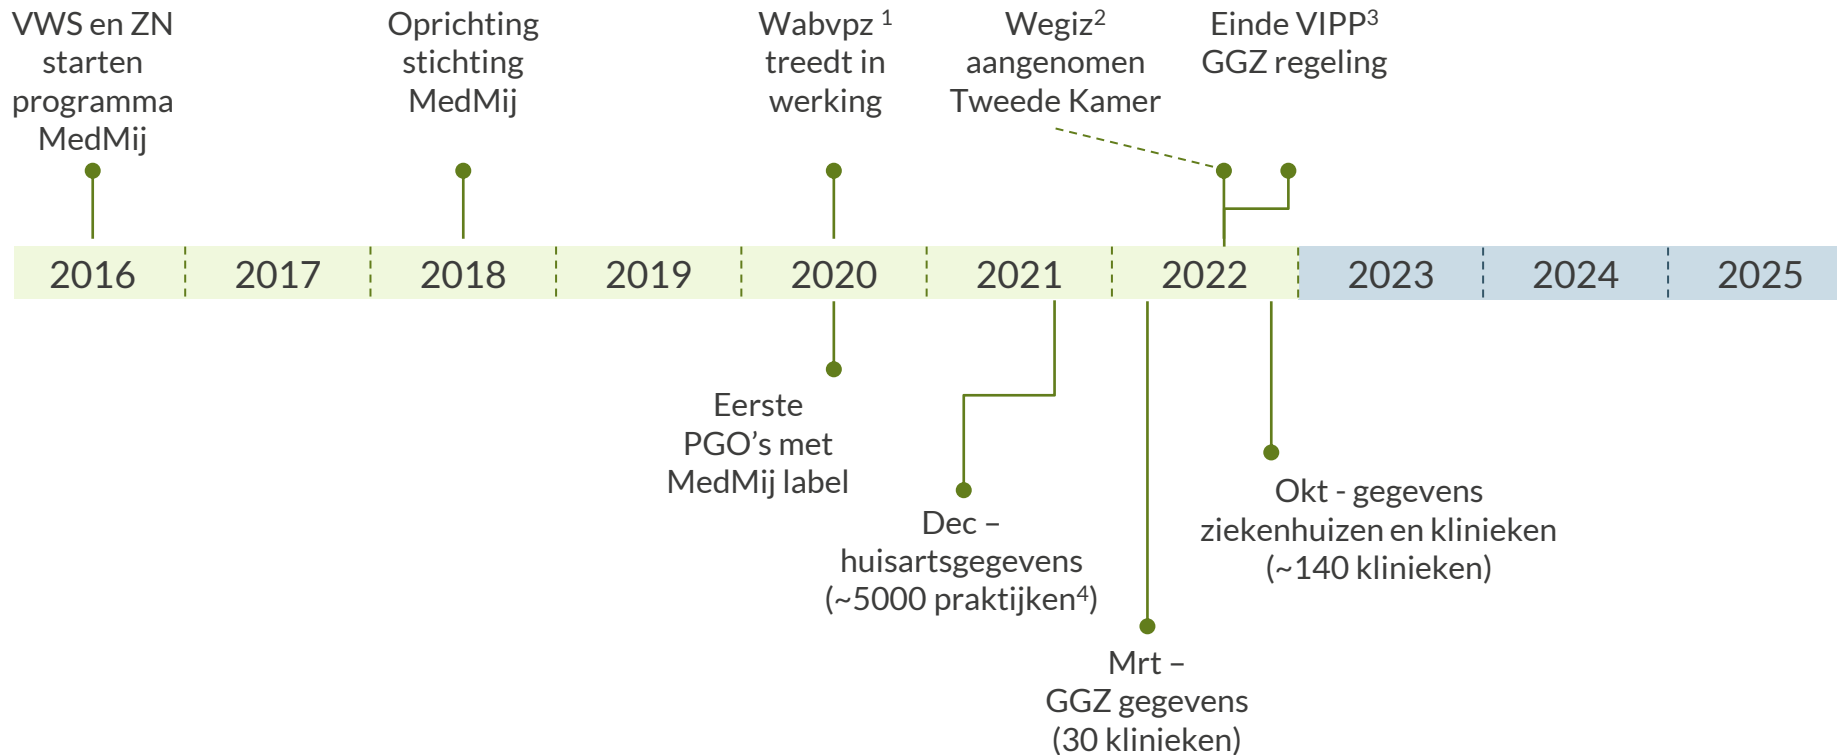 VWS en ZN
starten
programma
MedMij
Oprichting
stichting
MedMij
Wabvpz ¹
treedt in
werking
Wegiz²
aangenomen
Tweede Kamer
Einde VIPP³
GGZ regeling
2016
2017
2018
2019
2020
2021
2022
2023
2024
2025
Eerste
PGO’s met
MedMij label
Dec –
huisartsgegevens
(~5000 praktijken⁴)
Mrt –
GGZ gegevens
(30 klinieken)
Okt - gegevens
ziekenhuizen en klinieken
(~140 klinieken)